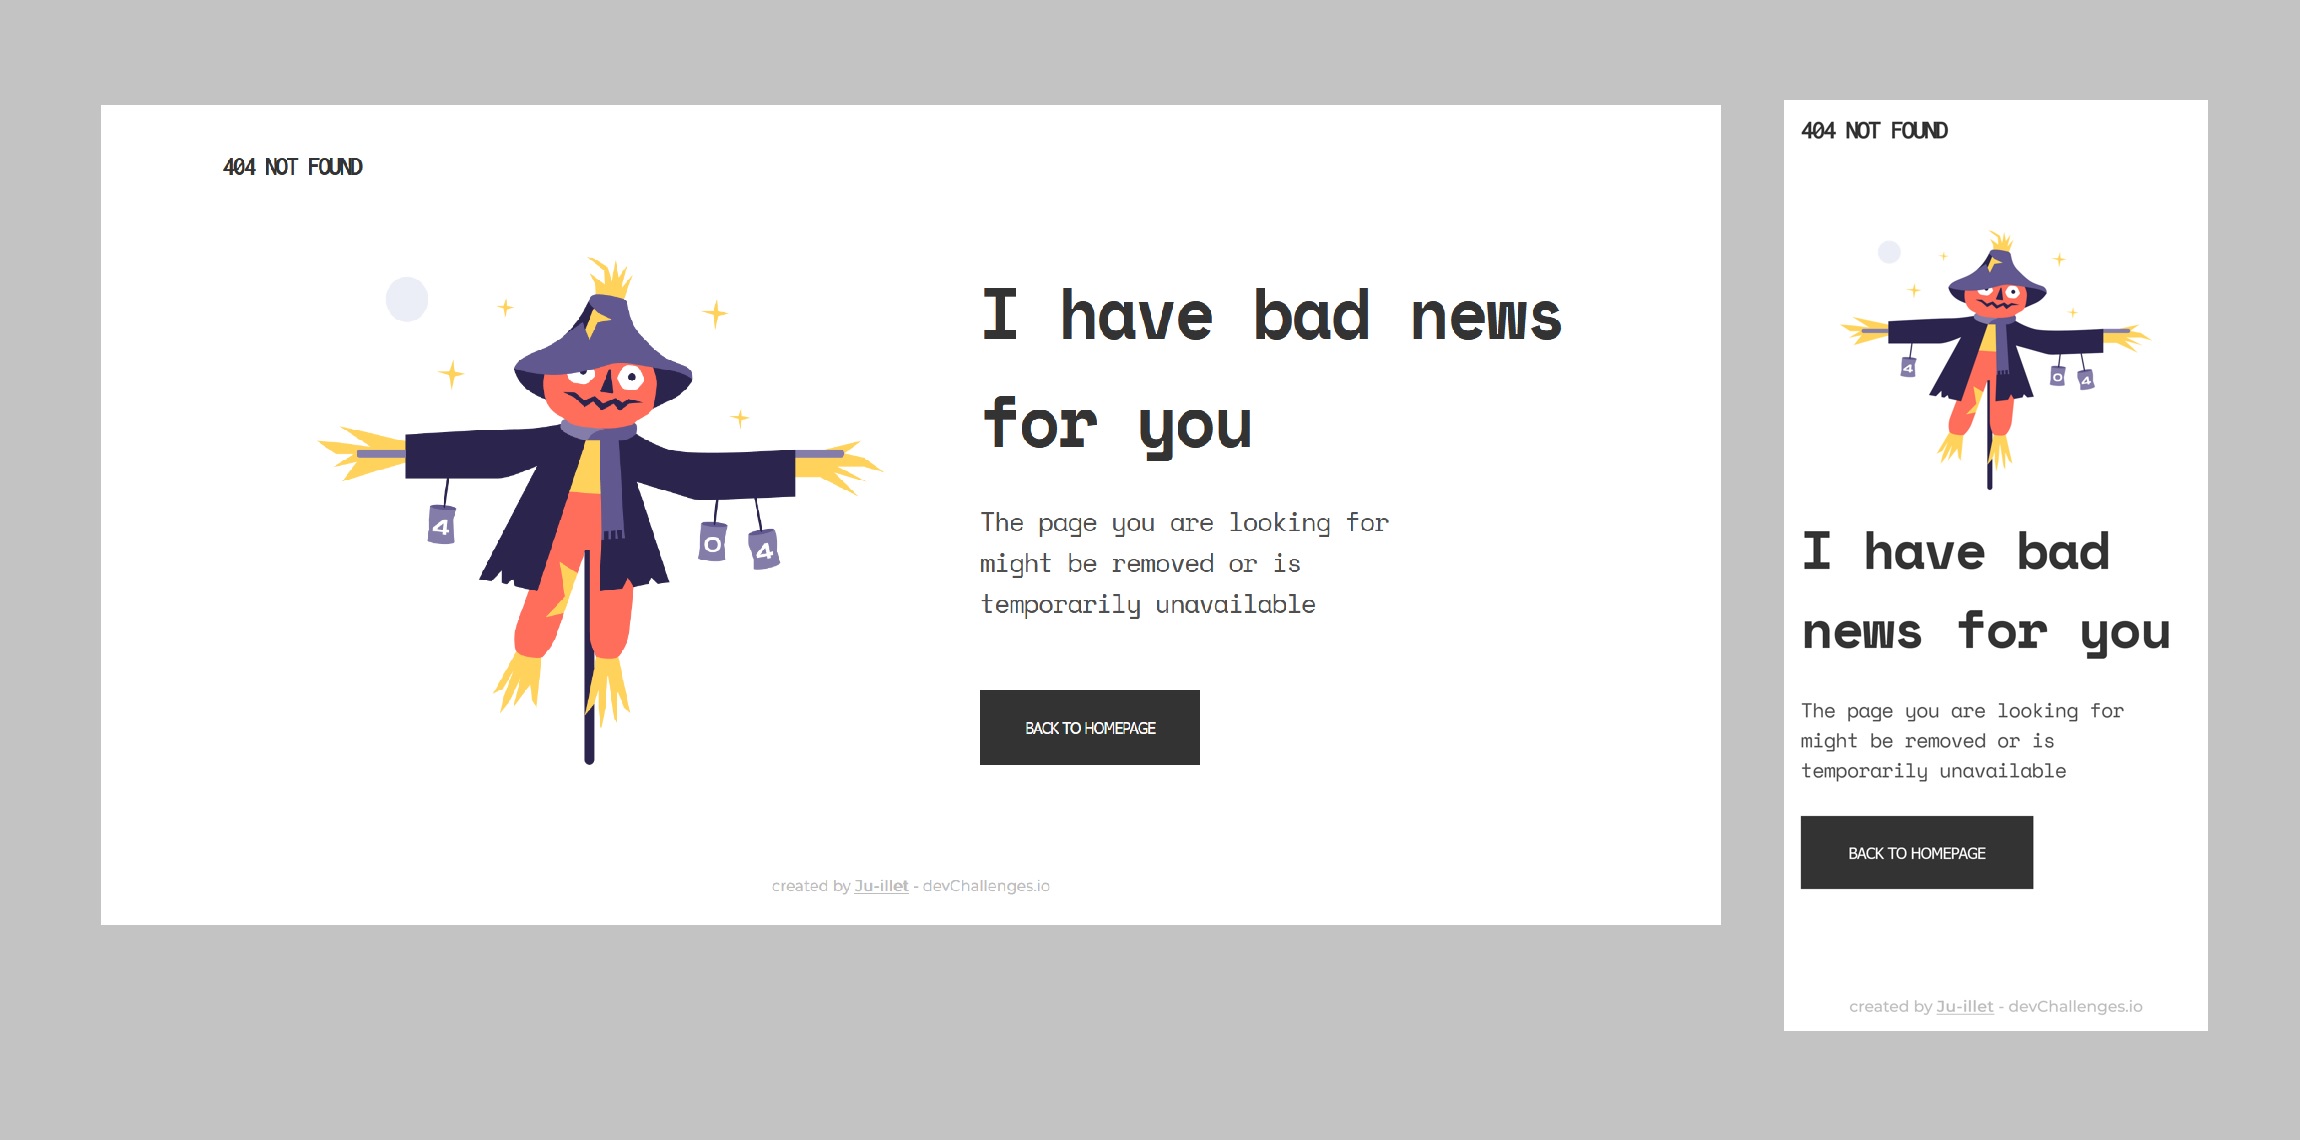 404 NOT FOUND
I have bad news
for you
4
0
4
The page you are looking for
might be removed or is
temporarily unavailable
BACK TO HOMEPAGE
created by Ju-illet - devChallenges.io
404 NOT FOUND
4
0
4
I have bad
news for you
The page you are looking for
might be removed or is
temporarily unavailable
BACK TO HOMEPAGE
created by Ju-illet - devChallenges.io